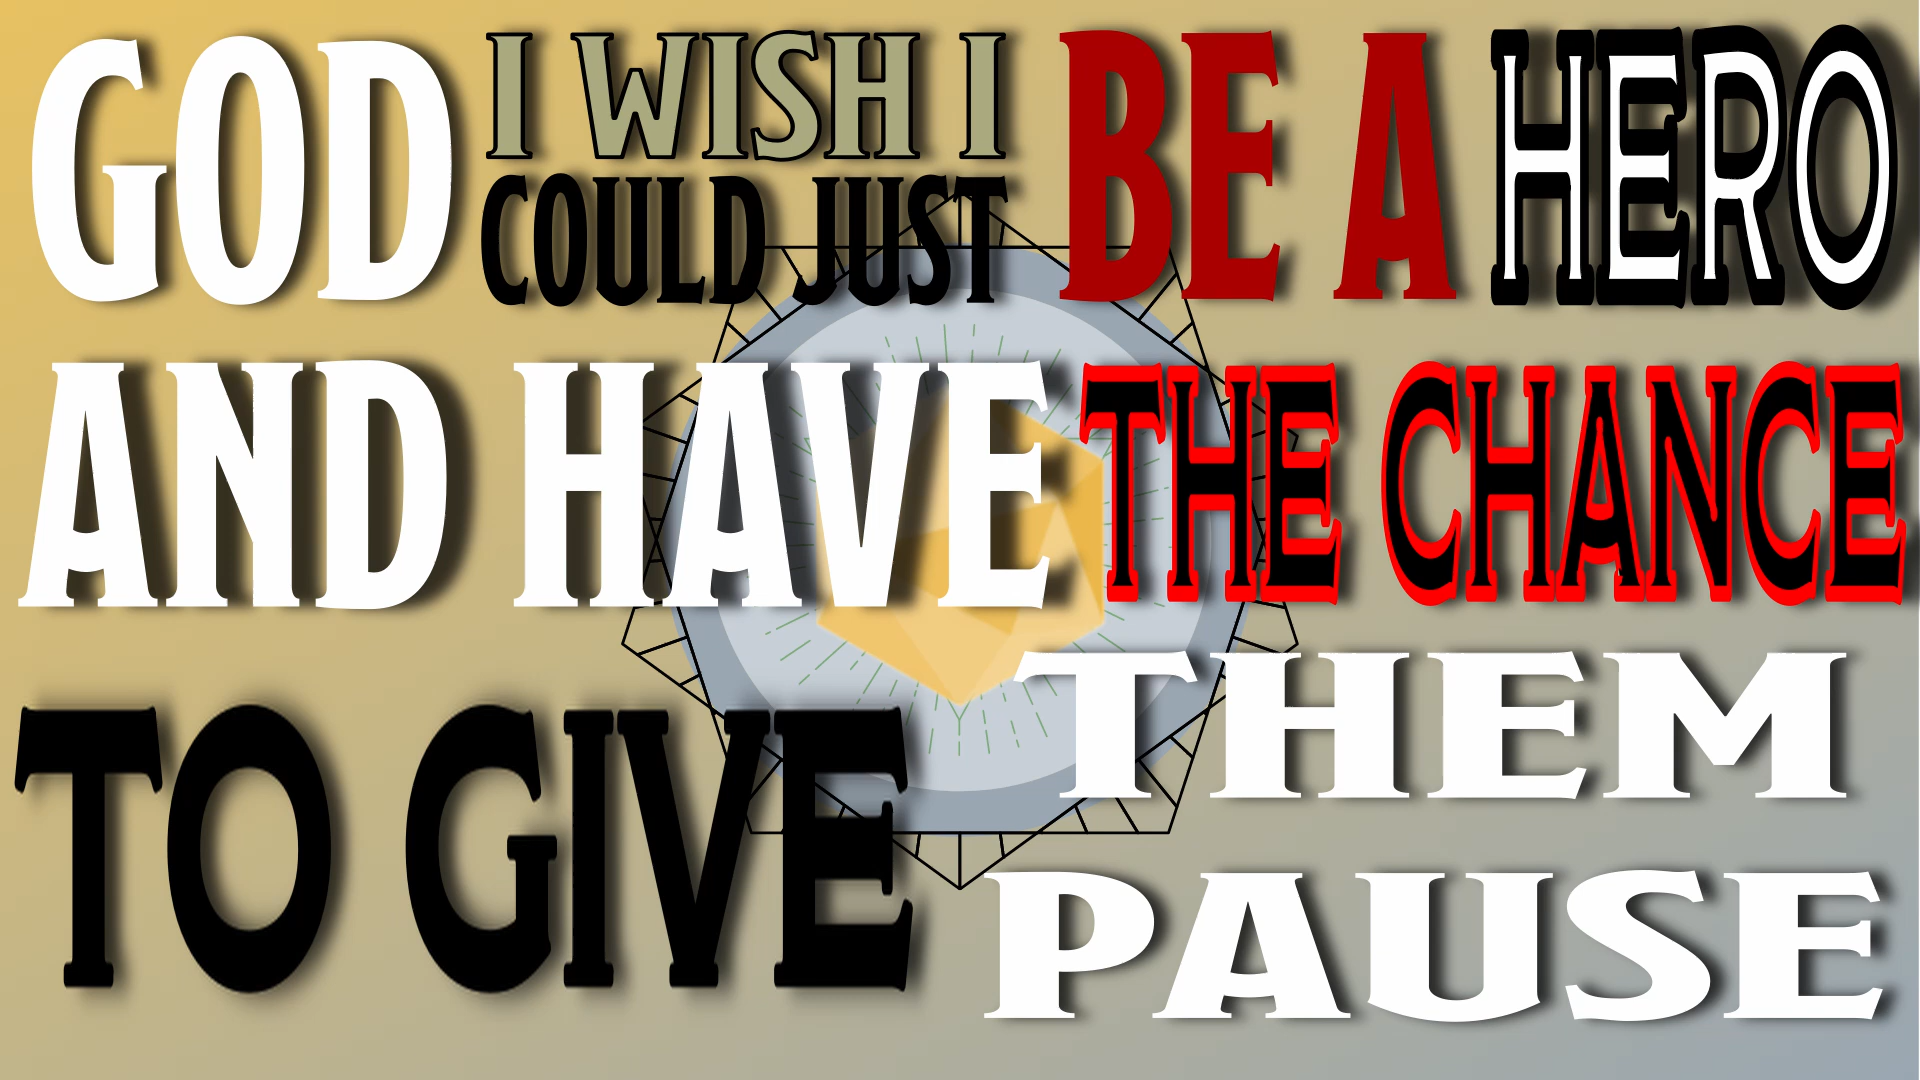 GOD I WISH I COULD JUST BE A HERO
AND HAVE THE CHANCE
TO GIVE THEM PAUSE